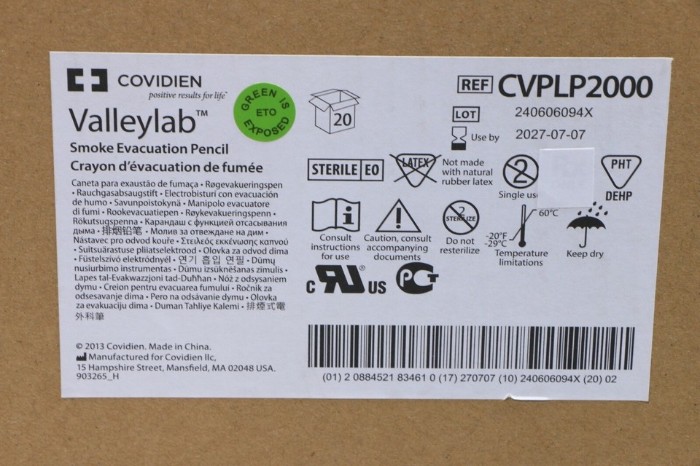 COVIDIEN
positive results for life™
Valleylab™
Smoke Evacuation Pencil
Crayon d'évacuation de fumée
Caneta para exaustão de fumaça • Røgevakueringspen
• Rauchgasabsaugstift • Electrobisturí con evacuación
de humo • Savunpoistokynä • Manipolo evacuatore
di fumi • Rookevacuatiepen • Røykevakueringspenn •
Rökutsugspenna • Карандаш с функцией отсасывания
дыма • 排烟铅笔 • Молив за отвеждане на дим •
Nástavec pro odvod kouře • Στειλεός εκκένωσης καπνού
• Suitsuärastuse pliiatselektrood • Olovka za odvod dima
• Füstelszívó elektródnyél • 연기 흡입 연필 • Dūmų
nusiurbimo instrumentas • Dūmu izsūknēšanas zīmulis •
Lapes tal-Evakwazzjoni tad-Duħħan • Nóż z odsysaniem
dymu • Creion pentru evacuarea fumului • Ročník za
odsesavanje dima • Pero na odsávanie dymu • Olovka
za evakuaciju dima • Duman Tahliye Kalemi • 排煙式電
外科筆
© 2013 Covidien. Made in China.
Manufactured for Covidien llc,
15 Hampshire Street, Mansfield, MA 02048 USA.
903265_H
GREEN IS
ETO
EXPOSED
20
REF CVPLP2000
LOT 240606094X
Use by 2027-07-07
STERILE EO
LATEX
Not made
with natural
rubber latex
2
Single use
PHT
DEHP
Consult
instructions
for use
Caution, consult
accompanying
documents
2
STERILIZE
Do not
resterilize
60°C
-20°F
-29°C
Temperature
limitations
Keep dry
c RU US
PCT
(01) 2 0884521 83461 0 (17) 270707 (10) 240606094X (20) 02